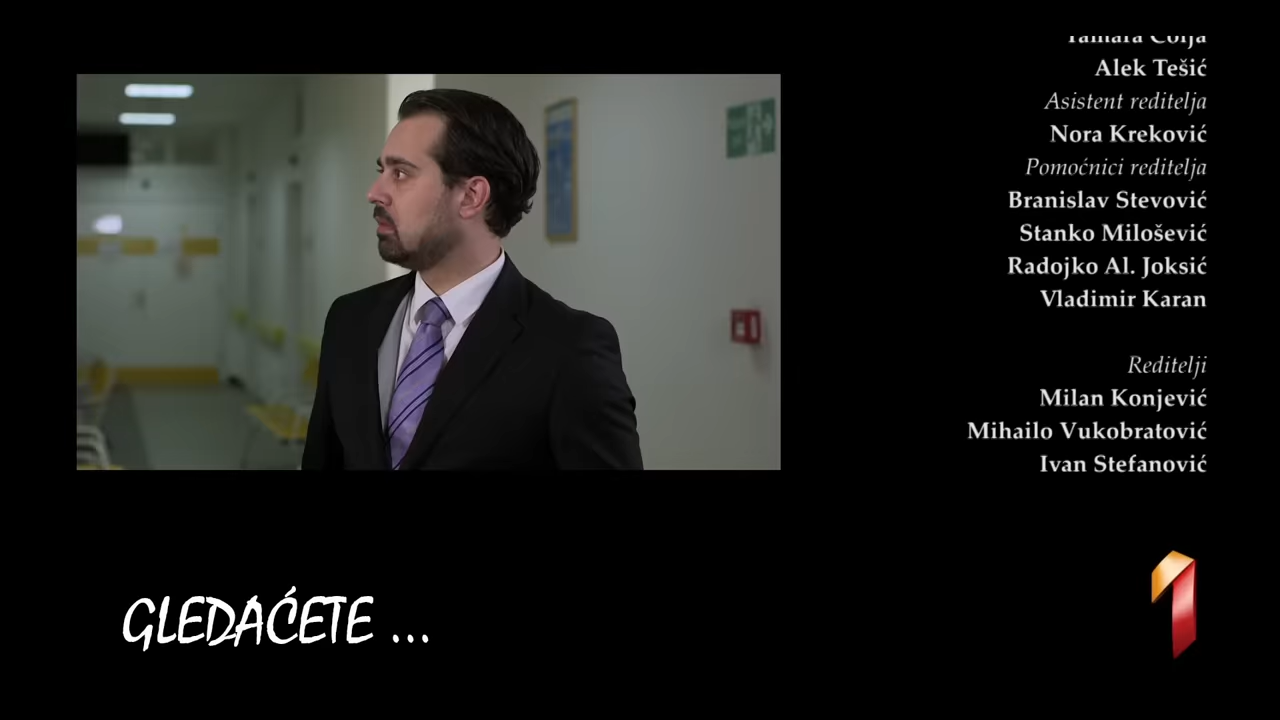 Alek Tešić
Asistent reditelja
Nora Kreković
Pomoćnici reditelja
Branislav Stevović
Stanko Milošević
Radojko Al. Joksić
Vladimir Karan
Reditelji
Milan Konjević
Mihailo Vukobratović
Ivan Stefanović
1
GLEDAĆETE ...